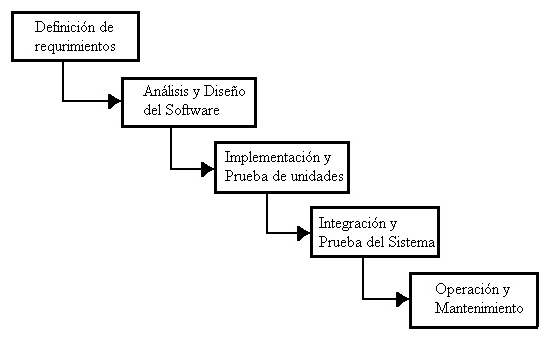 Definición de
requrimientos
Análisis y Diseño
del Software
Implementación y
Prueba de unidades
Integración y
Prueba del Sistema
Operación y
Mantenimiento